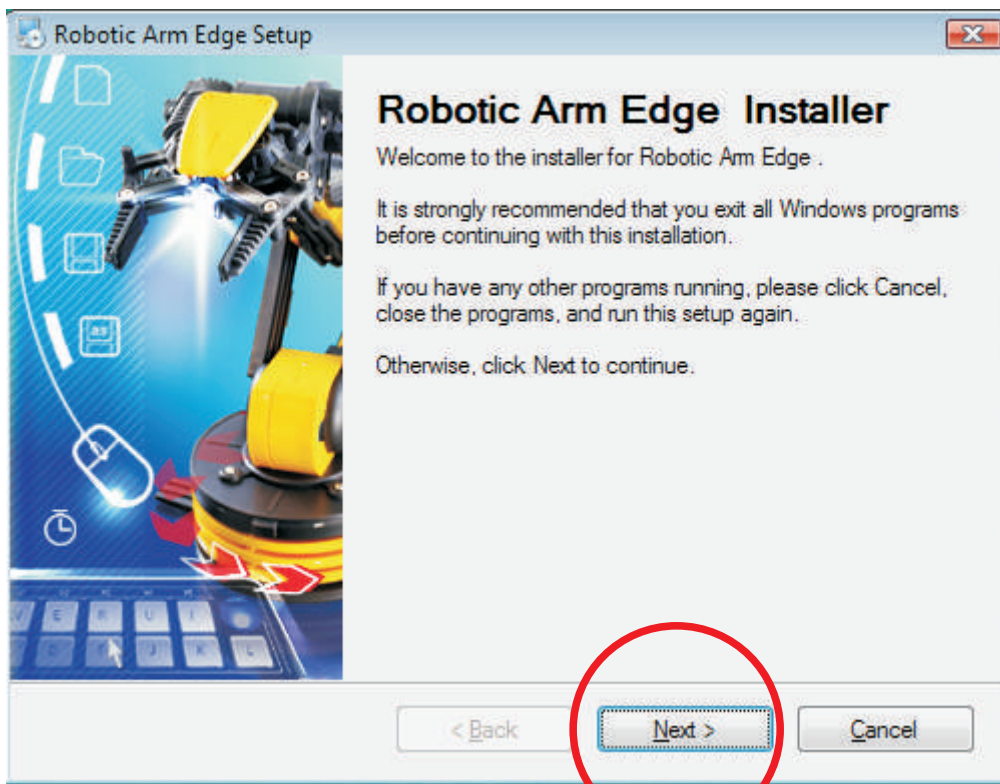 Robotic Arm Edge Setup
Robotic Arm Edge Installer
Welcome to the installer for Robotic Arm Edge .
It is strongly recommended that you exit all Windows programs
before continuing with this installation.
If you have any other programs running, please click Cancel,
close the programs, and run this setup again.
Otherwise, click Next to continue.
as
E R U I
J K L
< Back
Next >
Cancel